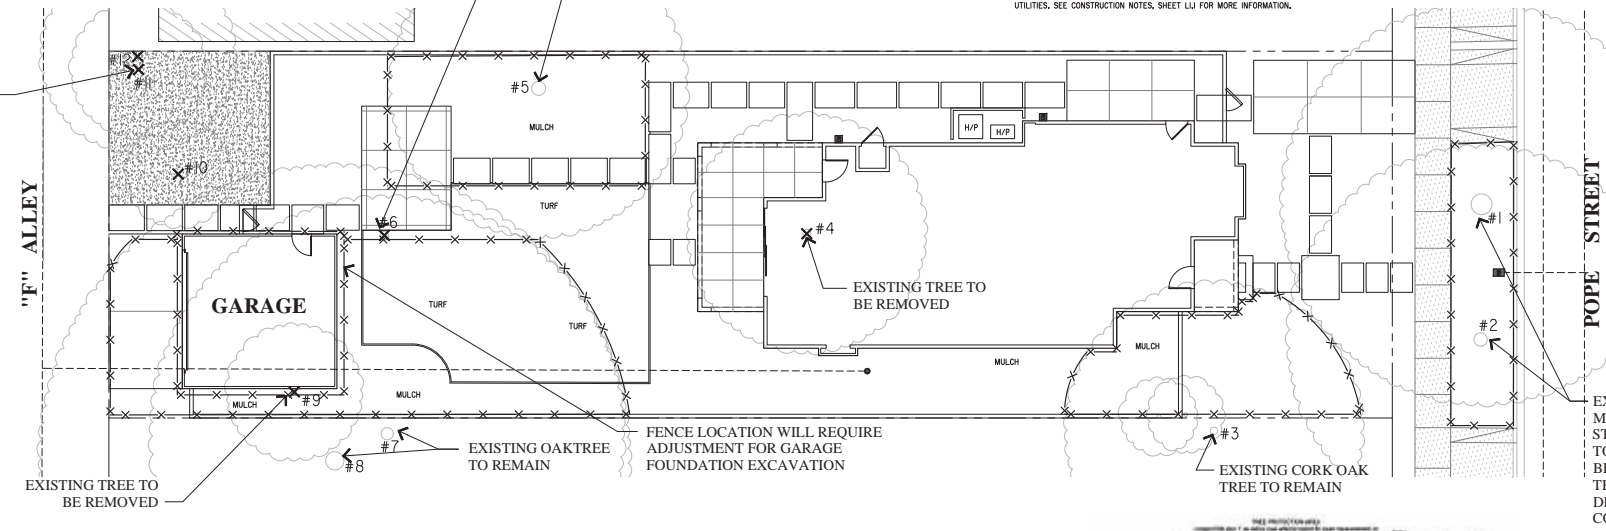 UTILITIES. SEE CONSTRUCTION NOTES, SHEET L1.1 FOR MORE INFORMATION.
#12
#11
#5
MULCH
H/P
H/P
#10
"F" ALLEY
#6
TURF
#4
#1
POPE STREET
GARAGE
TURF
TURF
EXISTING TREE TO
BE REMOVED
#2
MULCH
MULCH
MULCH
MULCH
#9
#7
#8
EXISTING OAKTREE
TO REMAIN
FENCE LOCATION WILL REQUIRE
ADJUSTMENT FOR GARAGE
FOUNDATION EXCAVATION
#3
EXISTING CORK OAK
TREE TO REMAIN
EXISTING TREE TO
BE REMOVED
TREE PROTECTION AREA